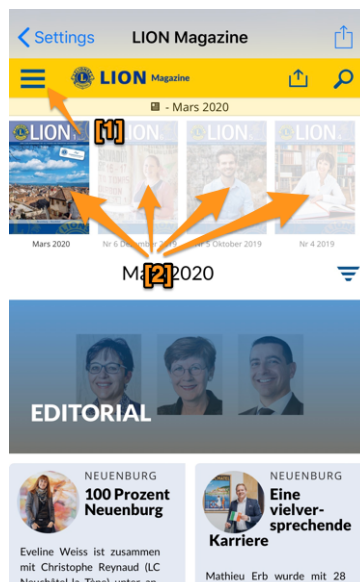 Settings
LION Magazine
LION Magazine
- Mars 2020
[1]
LION
LION
LION
LION
[2]
Mars 2020
Nr 6 Dezember 2019
Nr 5 Oktober 2019
Nr 4 2019
Mars 2020
EDITORIAL
NEUENBURG
100 Prozent
Neuenburg
Eveline Weiss ist zusammen
mit Christophe Reynaud (LC
NEUENBURG
Eine
vielver-
sprechende
Karriere
Mathieu Erb wurde mit 28